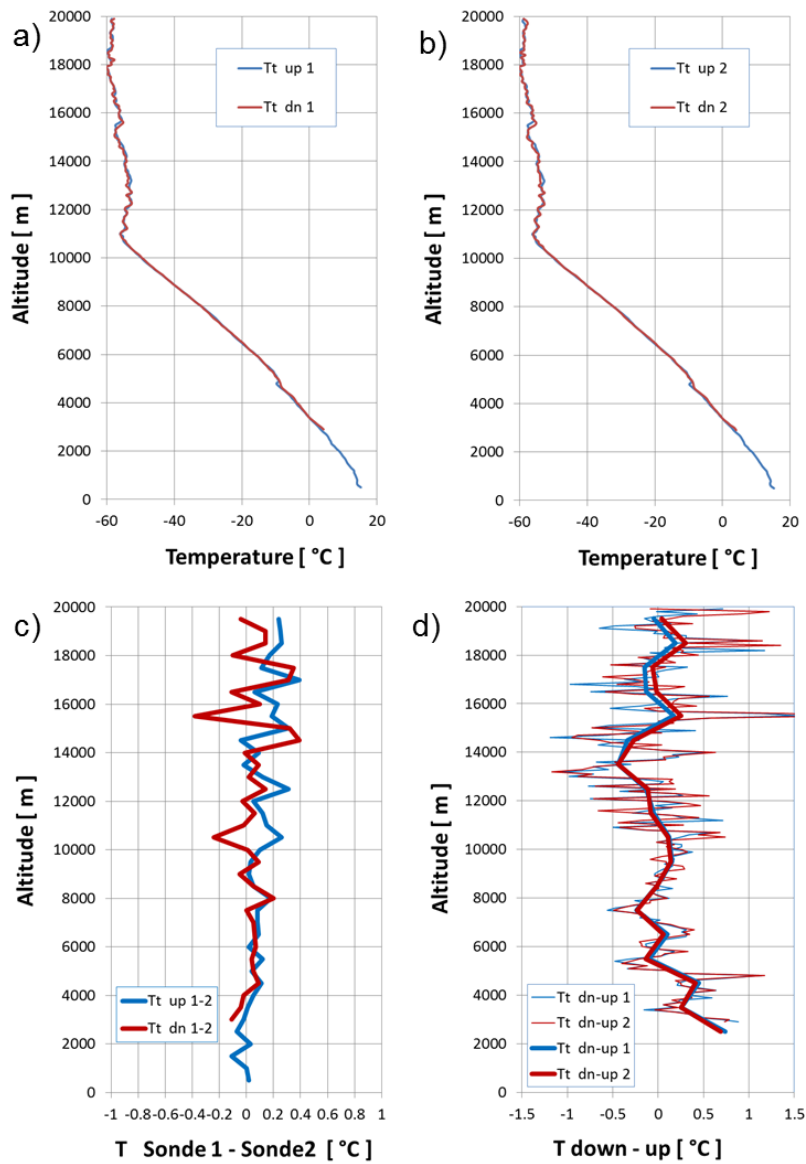 a)
20000
18000
16000
14000
12000
10000
8000
6000
4000
2000
0
Altitude [ m ]
Tt up 1
Tt dn 1
-60 -40 -20 0 20
Temperature [ °C ]
b)
20000
18000
16000
14000
12000
10000
8000
6000
4000
2000
0
Altitude [ m ]
Tt up 2
Tt dn 2
-60 -40 -20 0 20
Temperature [ °C ]
c)
20000
18000
16000
14000
12000
10000
8000
6000
4000
2000
0
Altitude [ m ]
Tt up 1-2
Tt dn 1-2
-1 -0.8-0.6-0.4-0.2 0 0.2 0.4 0.6 0.8 1
T Sonde 1 - Sonde2 [ °C ]
d)
20000
18000
16000
14000
12000
10000
8000
6000
4000
2000
0
Altitude [ m ]
Tt dn-up 1
Tt dn-up 2
Tt dn-up 1
Tt dn-up 2
-1.5 -1 -0.5 0 0.5 1 1.5
T down - up [ °C ]